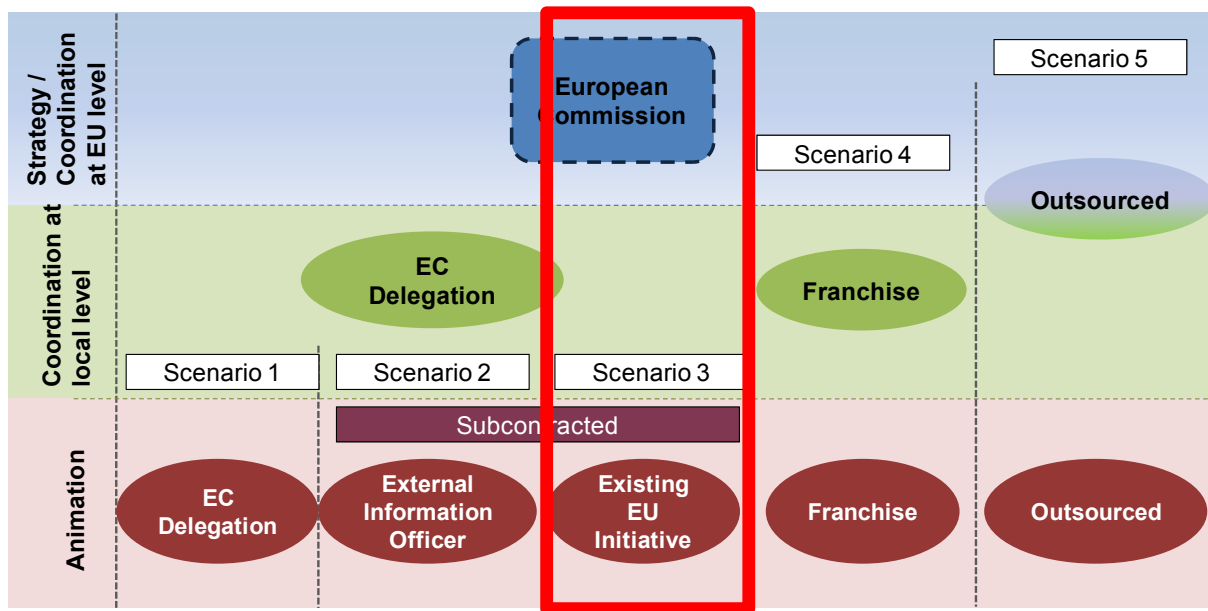 Strategy /
Coordination
at EU level
European
Commission
Scenario 5
Scenario 4
Outsourced
Coordination at
local level
EC
Delegation
Franchise
Scenario 1
Scenario 2
Scenario 3
Subcontracted
Animation
EC
Delegation
External
Information
Officer
Existing
EU
Initiative
Franchise
Outsourced